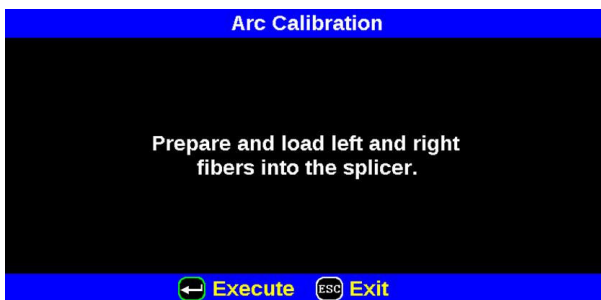 Arc Calibration
Prepare and load left and right
fibers into the splicer.
Execute ESC Exit